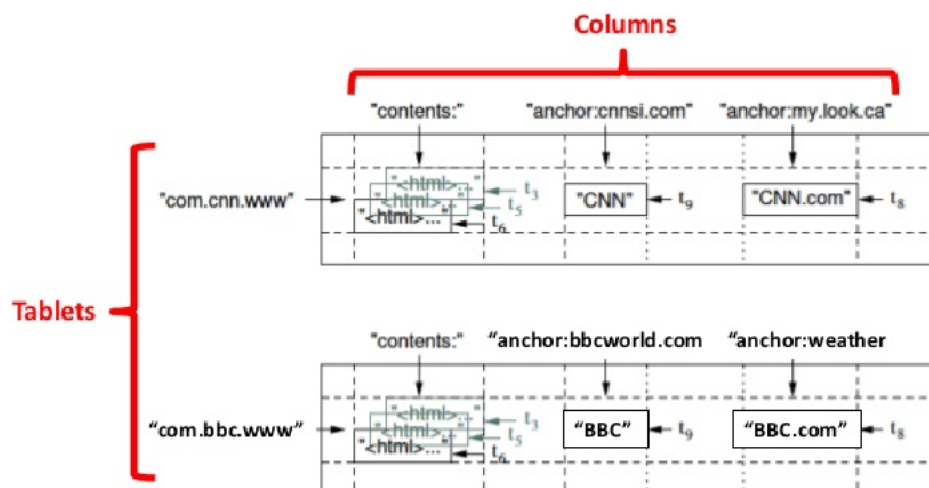 Columns
"contents:" "anchor:cnnsi.com" "anchor:my.look.ca"
"<html>..." t3
"com.cnn.www" "<html>..." t5 "CNN" t9 "CNN.com" t8
"<html>..." t6
Tablets
"contents:" “anchor:bbcworld.com “anchor:weather
"<html>..." t3
“com.bbc.www” "<html>..." t5 “BBC” t9 “BBC.com” t8
"<html>..." t6